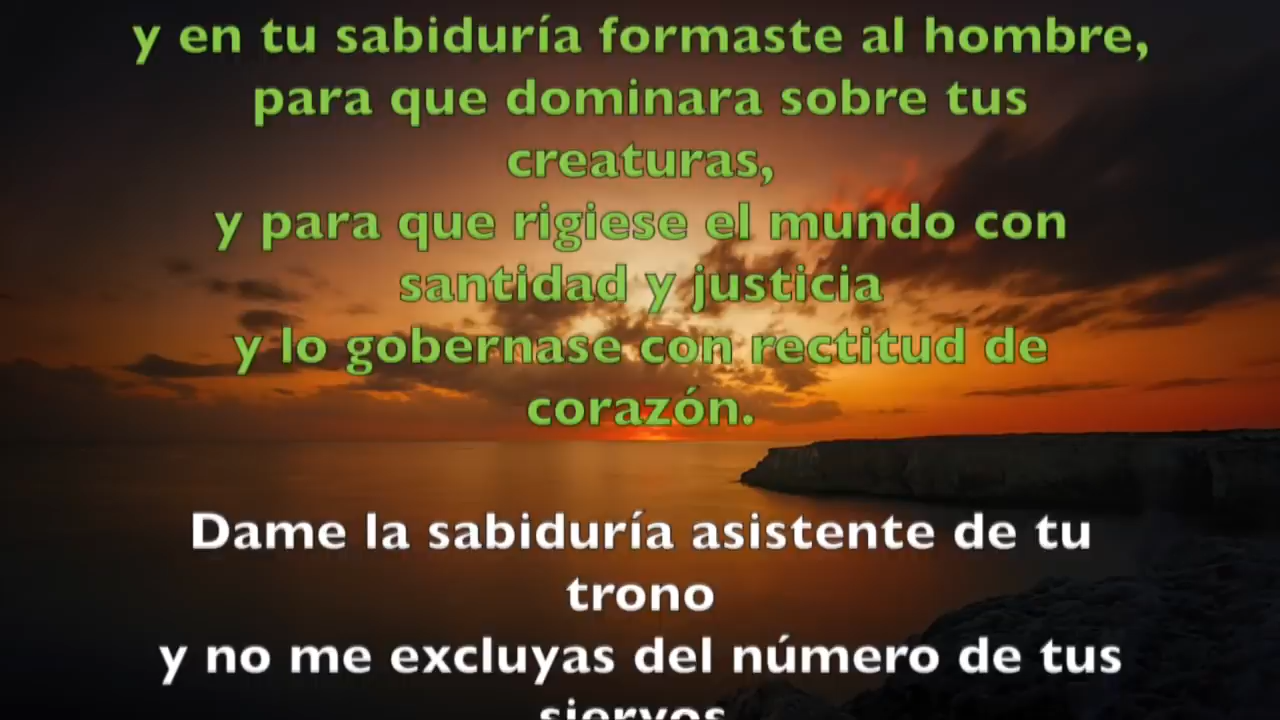 y en tu sabiduría formaste al hombre,
para que dominara sobre tus
creaturas,
y para que rigiese el mundo con
santidad y justicia
y lo gobernase con rectitud de
corazón.
Dame la sabiduría asistente de tu
trono
y no me excluyas del número de tus
siervos